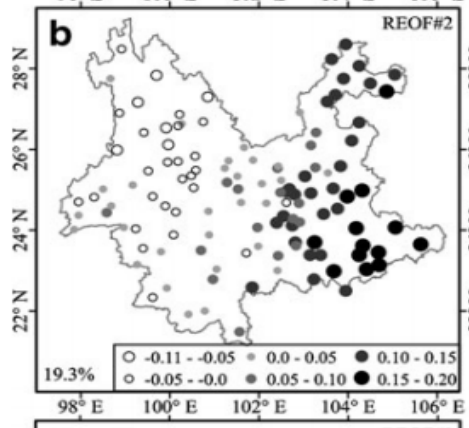 b
REOF#2
28° N
26° N
24° N
22° N
-0.11 - -0.05
0.0 - 0.05
0.10 - 0.15
-0.05 - -0.0
0.05 - 0.10
0.15 - 0.20
19.3%
98° E
100° E
102° E
104° E
106° E